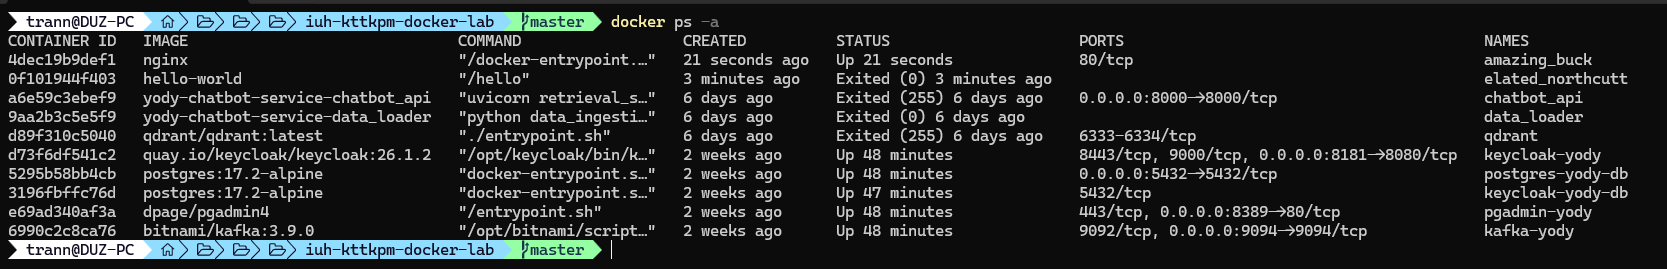 trann@DUZ-PC iuh-kttkpm-docker-lab master docker ps -a
CONTAINER ID IMAGE COMMAND CREATED STATUS PORTS NAMES
4dec19b9def1 nginx "/docker-entrypoint.…" 21 seconds ago Up 21 seconds 80/tcp amazing_buck
0f101944f403 hello-world "/hello" 3 minutes ago Exited (0) 3 minutes ago elated_northcutt
a6e59c3ebef9 yody-chatbot-service-chatbot_api "uvicorn retrieval_s…" 6 days ago Exited (255) 6 days ago 0.0.0.0:8000->8000/tcp chatbot_api
9aa2b3c5e5f9 yody-chatbot-service-data_loader "python data_ingesti…" 6 days ago Exited (0) 6 days ago data_loader
d89f310c5040 qdrant/qdrant:latest "./entrypoint.sh" 6 days ago Exited (255) 6 days ago 6333-6334/tcp qdrant
d73f6df541c2 quay.io/keycloak/keycloak:26.1.2 "/opt/keycloak/bin/k…" 2 weeks ago Up 48 minutes 8443/tcp, 9000/tcp, 0.0.0.0:8181->8080/tcp keycloak-yody
5295b58bb4cb postgres:17.2-alpine "docker-entrypoint.s…" 2 weeks ago Up 48 minutes 0.0.0.0:5432->5432/tcp postgres-yody-db
3196fbffc76d postgres:17.2-alpine "docker-entrypoint.s…" 2 weeks ago Up 47 minutes 5432/tcp keycloak-yody-db
e69ad340af3a dpage/pgadmin4 "/entrypoint.sh" 2 weeks ago Up 48 minutes 443/tcp, 0.0.0.0:8389->80/tcp pgadmin-yody
6990c2c8ca76 bitnami/kafka:3.9.0 "/opt/bitnami/script…" 2 weeks ago Up 48 minutes 9092/tcp, 0.0.0.0:9094->9094/tcp kafka-yody
trann@DUZ-PC iuh-kttkpm-docker-lab master